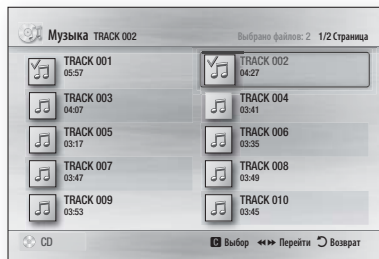 Музыка TRACK 002 Выбрано файлов: 2 1/2 Страница
TRACK 001
05:57
TRACK 002
04:27
TRACK 003
04:07
TRACK 004
03:41
TRACK 005
03:17
TRACK 006
03:35
TRACK 007
03:47
TRACK 008
03:49
TRACK 009
03:53
TRACK 010
03:45
CD C Выбор Перейти Возврат